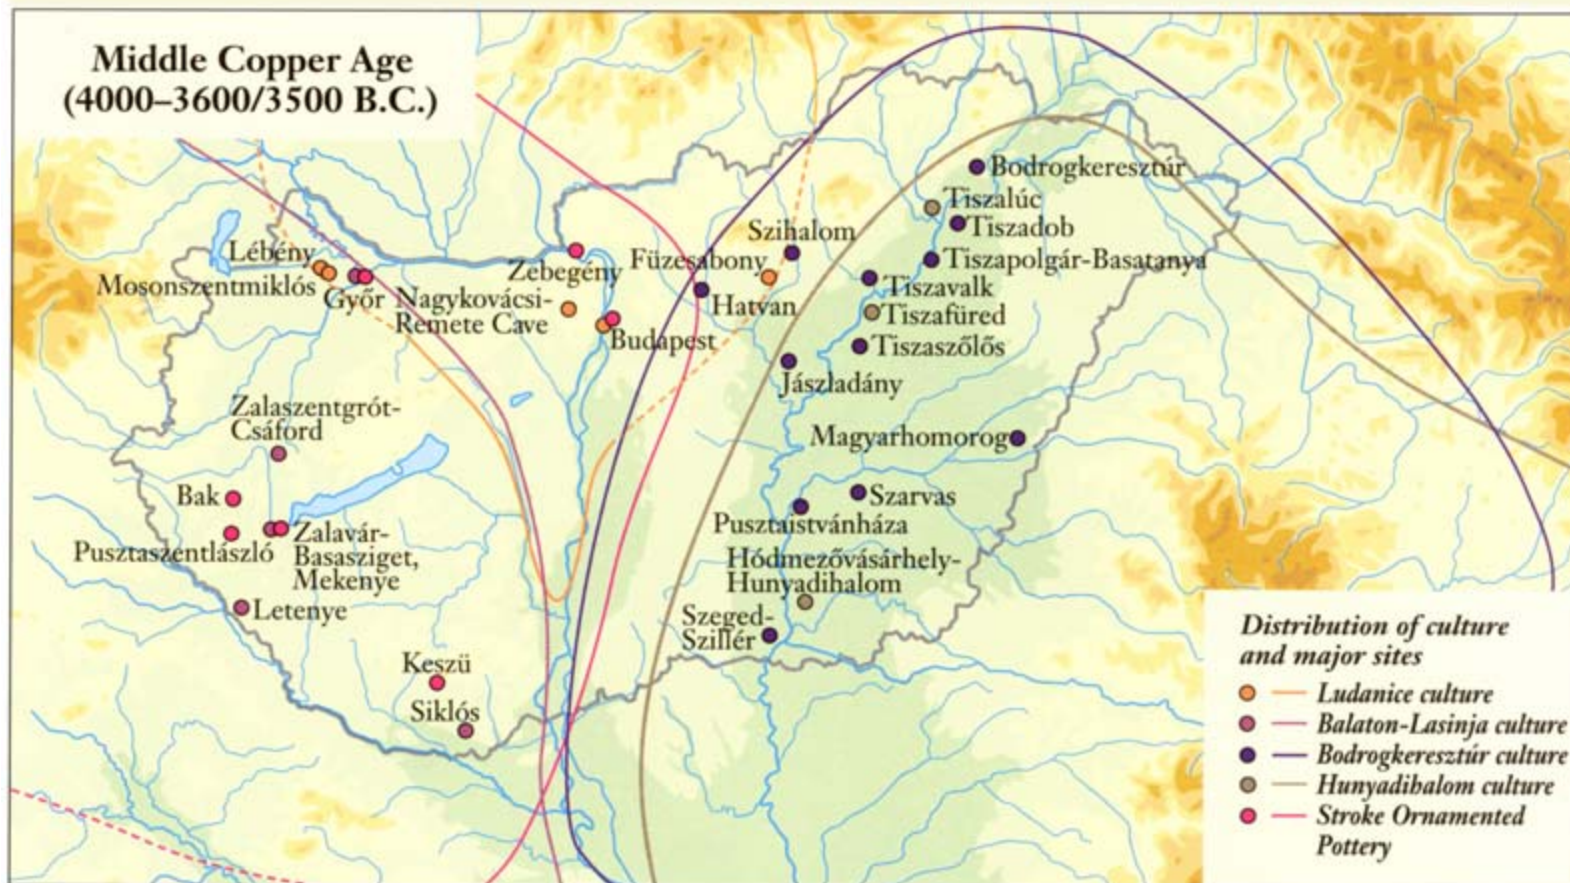 Middle Copper Age
(4000–3600/3500 B.C.)
Bodrogkeresztúr
Tiszalúc
Tiszadob
Szihalom
Lébény
Zebegény
Füzesabony
Tiszapolgár-Basatanya
Mosonszentmiklós
Győr
Nagykovácsi-
Remete Cave
Hatvan
Tiszavalk
Tiszafüred
Budapest
Tiszaszőlős
Jászladány
Zalaszentgrót-
Csáford
Magyarhomorog
Bak
Szarvas
Pusztaistvánháza
Pusztaszentlászló
Zalavár-
Basasziget,
Mekenye
Hódmezővásárhely-
Hunyadihalom
Letenye
Szeged-
Szillér
Keszü
Siklós
Distribution of culture
and major sites
Ludanice culture
Balaton-Lasinja culture
Bodrogkeresztúr culture
Hunyadihalom culture
Stroke Ornamented
Pottery